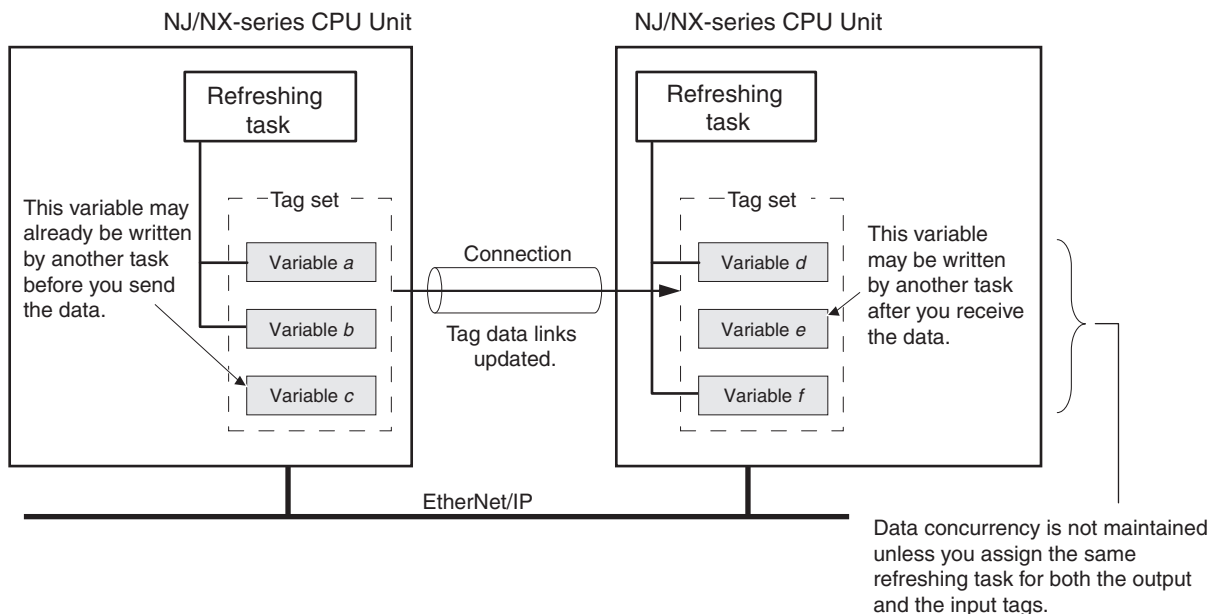 NJ/NX-series CPU Unit
NJ/NX-series CPU Unit
Refreshing
task
Refreshing
task
This variable may
already be written
by another task
before you send
the data.
Tag set
Variable a
Variable b
Variable c
Connection
Tag data links
updated.
Tag set
Variable d
Variable e
Variable f
This variable
may be written
by another task
after you receive
the data.
EtherNet/IP
Data concurrency is not maintained
unless you assign the same
refreshing task for both the output
and the input tags.